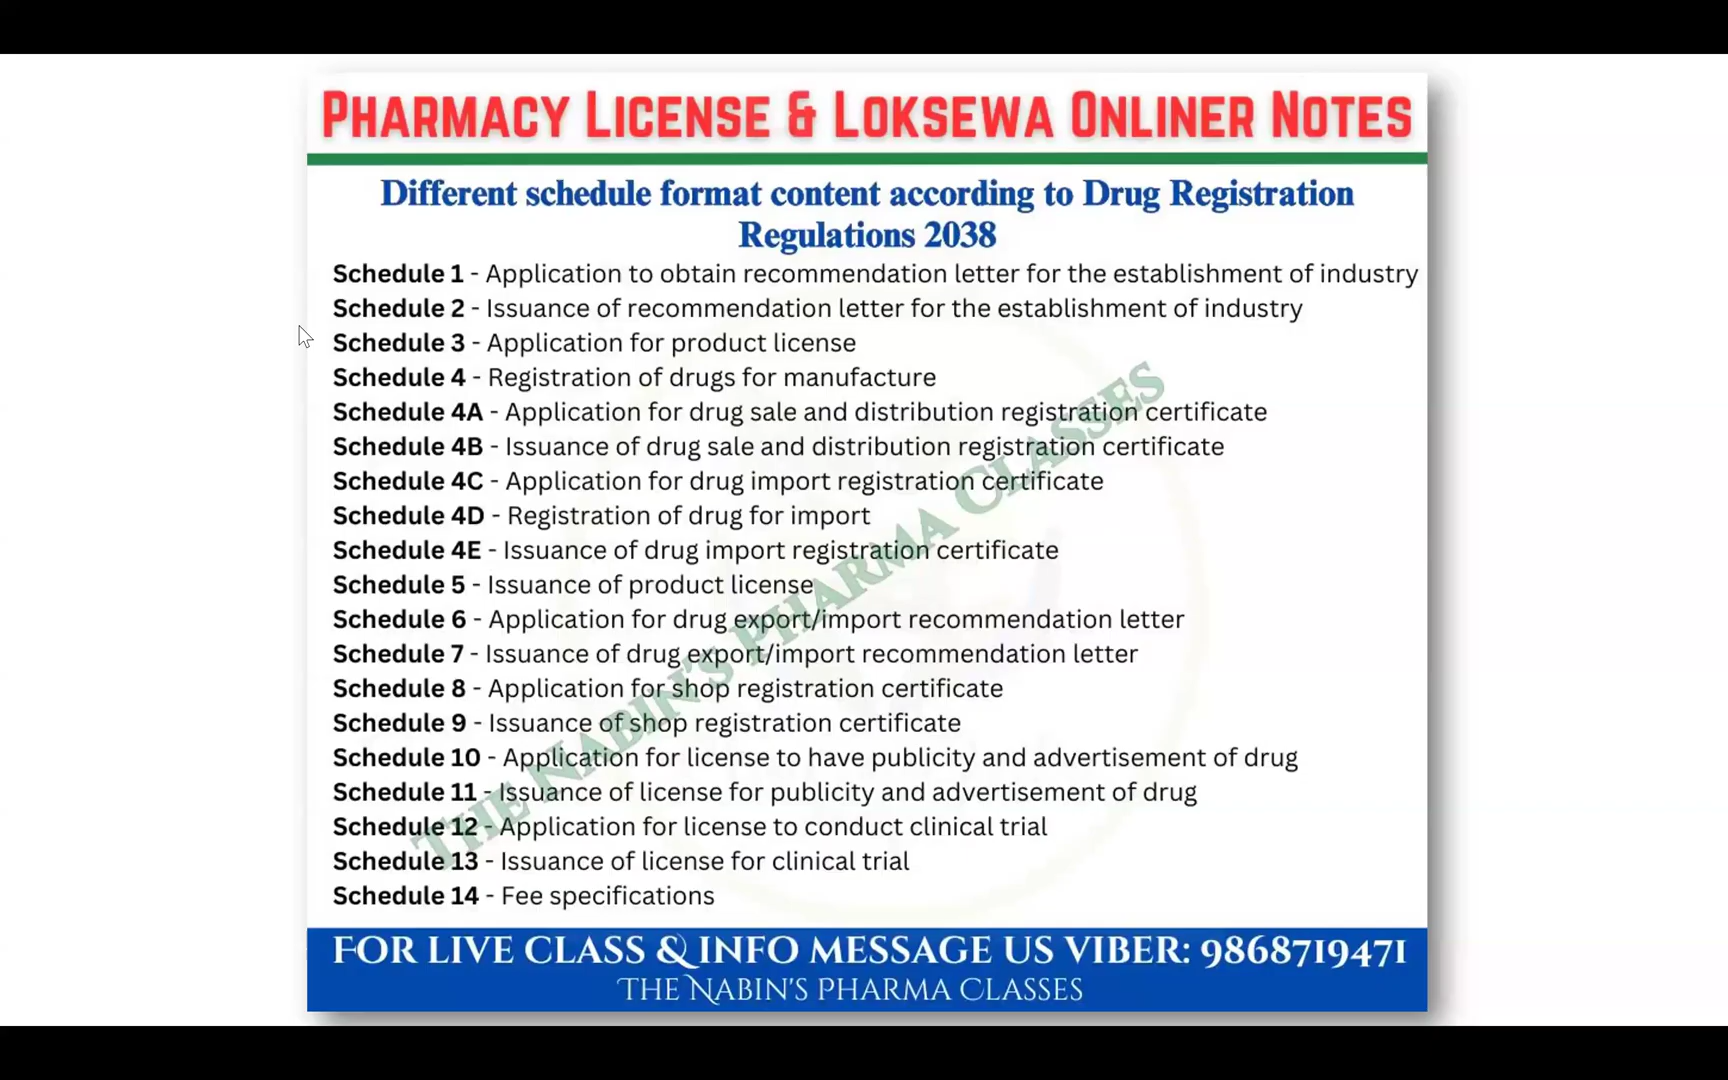 PHARMACY LICENSE & LOKSEWA ONLINER NOTES
Different schedule format content according to Drug Registration
Regulations 2038
Schedule 1 - Application to obtain recommendation letter for the establishment of industry
Schedule 2 - Issuance of recommendation letter for the establishment of industry
Schedule 3 - Application for product license
Schedule 4 - Registration of drugs for manufacture
Schedule 4A - Application for drug sale and distribution registration certificate
Schedule 4B - Issuance of drug sale and distribution registration certificate
Schedule 4C - Application for drug import registration certificate
Schedule 4D - Registration of drug for import
Schedule 4E - Issuance of drug import registration certificate
Schedule 5 - Issuance of product license
Schedule 6 - Application for drug export/import recommendation letter
Schedule 7 - Issuance of drug export/import recommendation letter
Schedule 8 - Application for shop registration certificate
Schedule 9 - Issuance of shop registration certificate
Schedule 10 - Application for license to have publicity and advertisement of drug
Schedule 11 - Issuance of license for publicity and advertisement of drug
Schedule 12 - Application for license to conduct clinical trial
Schedule 13 - Issuance of license for clinical trial
Schedule 14 - Fee specifications
THE NABIN'S PHARMA CLASSES
FOR LIVE CLASS & INFO MESSAGE US VIBER: 9868719471
THE NABIN'S PHARMA CLASSES